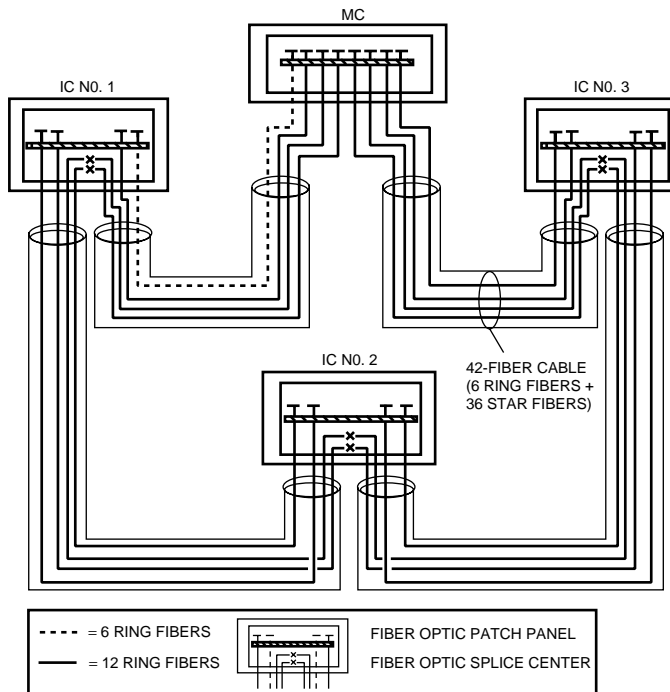 MC
IC N0. 1
IC N0. 3
42-FIBER CABLE
(6 RING FIBERS +
36 STAR FIBERS)
IC N0. 2
= 6 RING FIBERS
FIBER OPTIC PATCH PANEL
= 12 RING FIBERS
FIBER OPTIC SPLICE CENTER